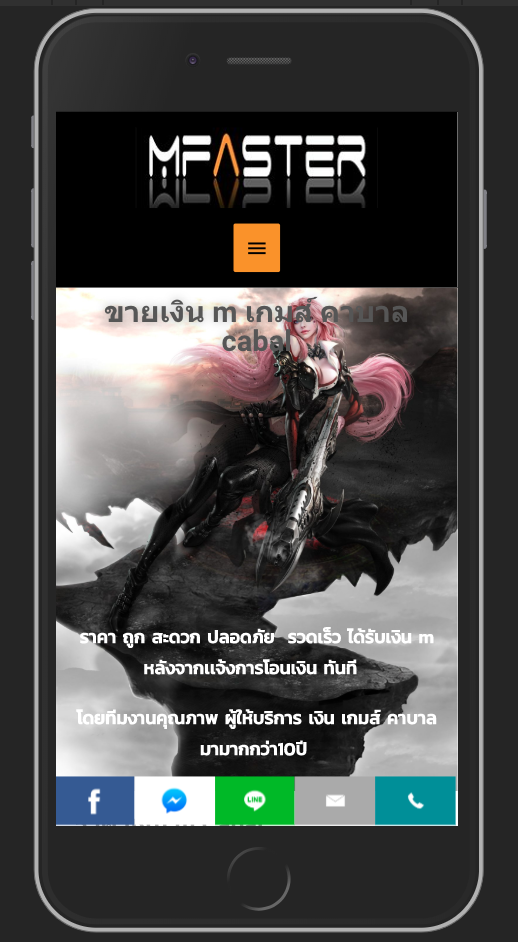 MFASTER
ขายเงิน m เกมส์ คาบาล
cabal
ราคา ถูก สะดวก ปลอดภัย รวดเร็ว ได้รับเงิน m
หลังจากแจ้งการโอนเงิน ทันที
โดยทีมงานคุณภาพ ผู้ให้บริการ เงิน เกมส์ คาบาล
มามากกว่า10ปี
LINE